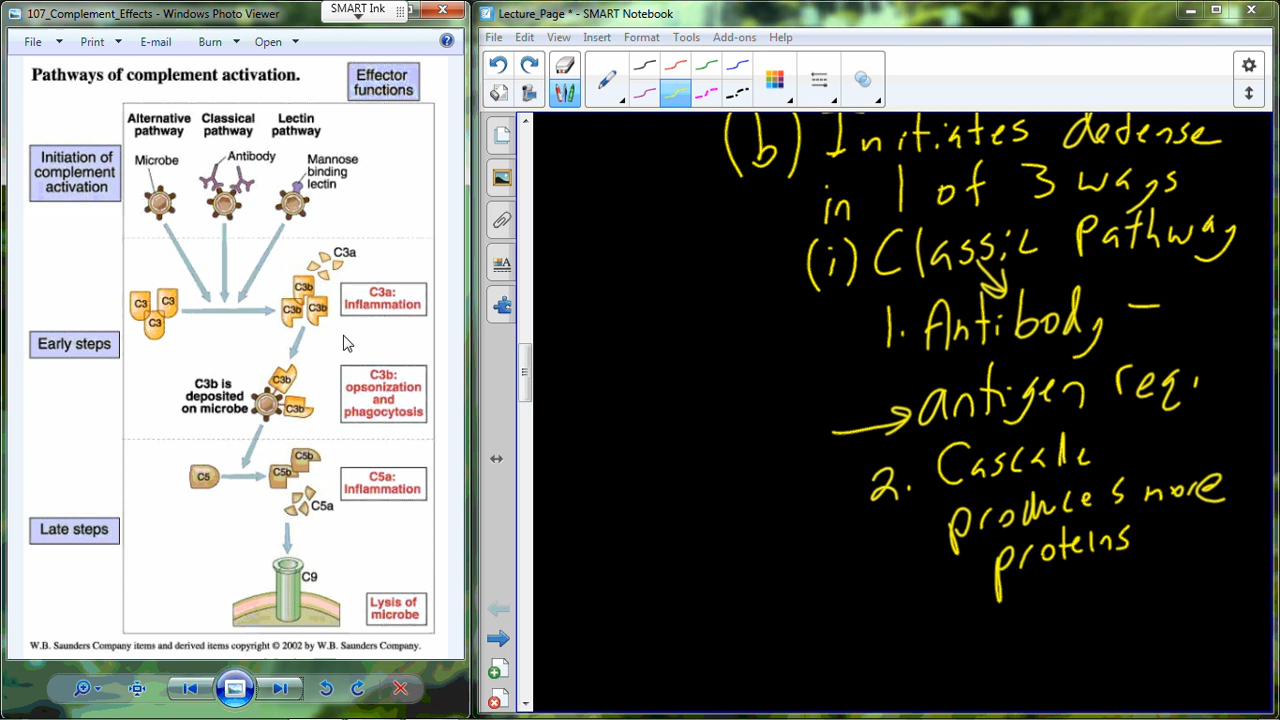 107_Complement_Effects - Windows Photo Viewer
SMART Ink
File Print E-mail Burn Open
Pathways of complement activation.
Effector
functions
Alternative
pathway
Classical
pathway
Lectin
pathway
Initiation of
complement
activation
Microbe
Antibody
Mannose
binding
lectin
C3a
C3 C3
C3
C3b
C3b C3b
C3a:
Inflammation
Early steps
C3b is
deposited
on microbe
C3b
C3b
C3b:
opsonization
and
phagocytosis
C5
C5b
C5b
C5a
C5a:
Inflammation
Late steps
C9
Lysis of
microbe
W.B. Saunders Company items and derived items copyright © 2002 by W.B. Saunders Company.
Lecture_Page * - SMART Notebook
File Edit View Insert Format Tools Add-ons Help
(b) Initiates defense
in 1 of 3 ways
(i) Classic Pathway
1. Antibody -
→ antigen req.
2. Cascade
produces more
proteins